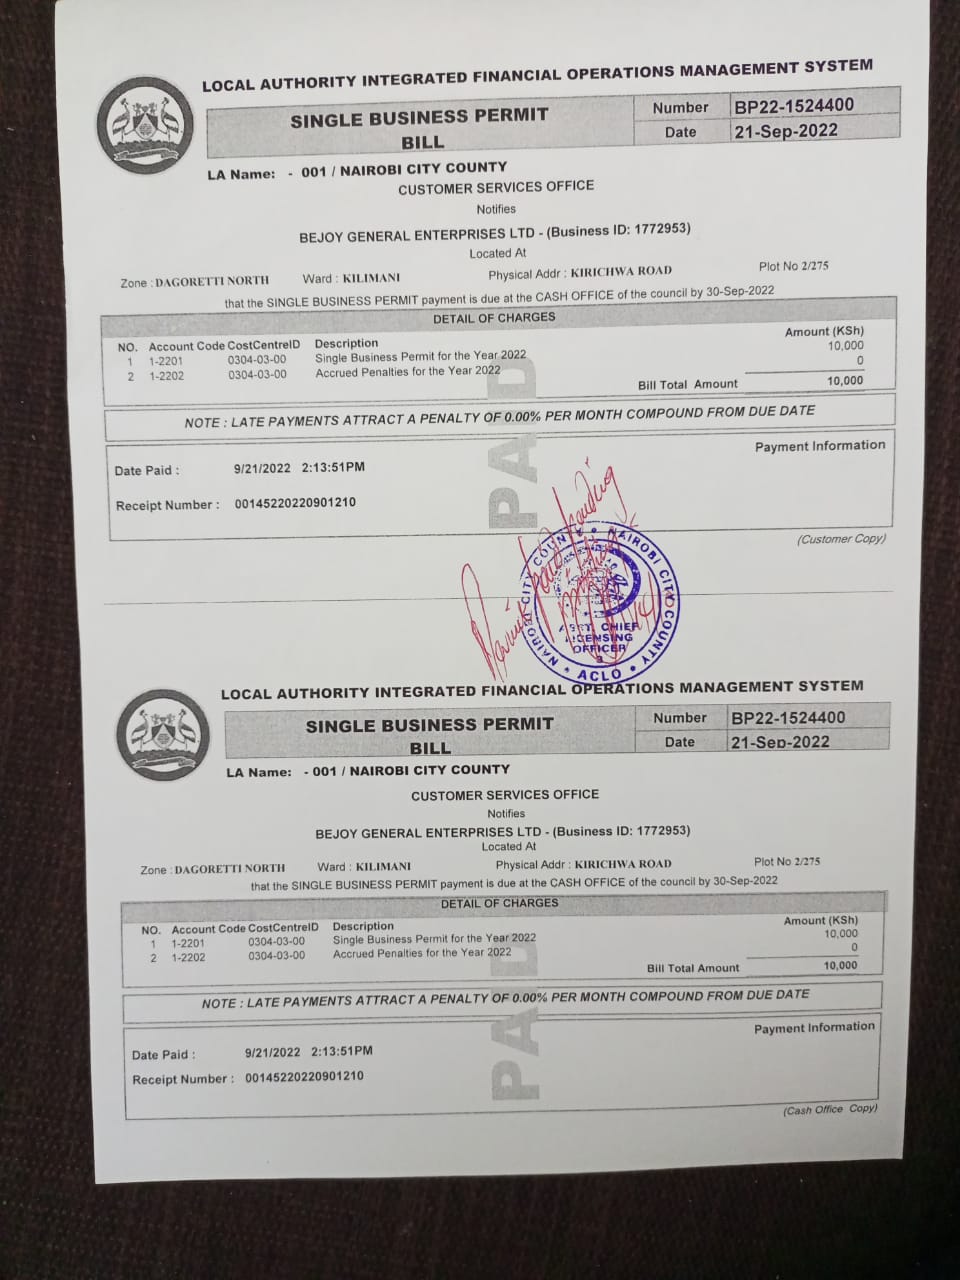 LOCAL AUTHORITY INTEGRATED FINANCIAL OPERATIONS MANAGEMENT SYSTEM
SINGLE BUSINESS PERMIT
BILL
Number BP22-1524400
Date 21-Sep-2022
LA Name: - 001 / NAIROBI CITY COUNTY
CUSTOMER SERVICES OFFICE
Notifies
BEJOY GENERAL ENTERPRISES LTD - (Business ID: 1772953)
Located At
Zone : DAGORETTI NORTH Ward : KILIMANI Physical Addr : KIRICHWA ROAD Plot No 2/275
that the SINGLE BUSINESS PERMIT payment is due at the CASH OFFICE of the council by 30-Sep-2022
DETAIL OF CHARGES
NO. Account Code CostCentreID Description Amount (KSh)
1 1-2201 0304-03-00 Single Business Permit for the Year 2022 10,000
2 1-2202 0304-03-00 Accrued Penalties for the Year 2022 0
Bill Total Amount 10,000
NOTE : LATE PAYMENTS ATTRACT A PENALTY OF 0.00% PER MONTH COMPOUND FROM DUE DATE
PAID
Payment Information
Date Paid : 9/21/2022 2:13:51PM
Receipt Number : 00145220220901210
(Customer Copy)
NAIROBI CITY COUNTY NAIROBI CITY COUNTY
ASST. CHIEF
LICENSING
OFFICER
3
ACLO
LOCAL AUTHORITY INTEGRATED FINANCIAL OPERATIONS MANAGEMENT SYSTEM
SINGLE BUSINESS PERMIT
BILL
Number BP22-1524400
Date 21-Sep-2022
LA Name: - 001 / NAIROBI CITY COUNTY
CUSTOMER SERVICES OFFICE
Notifies
BEJOY GENERAL ENTERPRISES LTD - (Business ID: 1772953)
Located At
Zone : DAGORETTI NORTH Ward : KILIMANI Physical Addr : KIRICHWA ROAD Plot No 2/275
that the SINGLE BUSINESS PERMIT payment is due at the CASH OFFICE of the council by 30-Sep-2022
DETAIL OF CHARGES
NO. Account Code CostCentreID Description Amount (KSh)
1 1-2201 0304-03-00 Single Business Permit for the Year 2022 10,000
2 1-2202 0304-03-00 Accrued Penalties for the Year 2022 0
Bill Total Amount 10,000
NOTE : LATE PAYMENTS ATTRACT A PENALTY OF 0.00% PER MONTH COMPOUND FROM DUE DATE
PAID
Payment Information
Date Paid : 9/21/2022 2:13:51PM
Receipt Number : 00145220220901210
(Cash Office Copy)